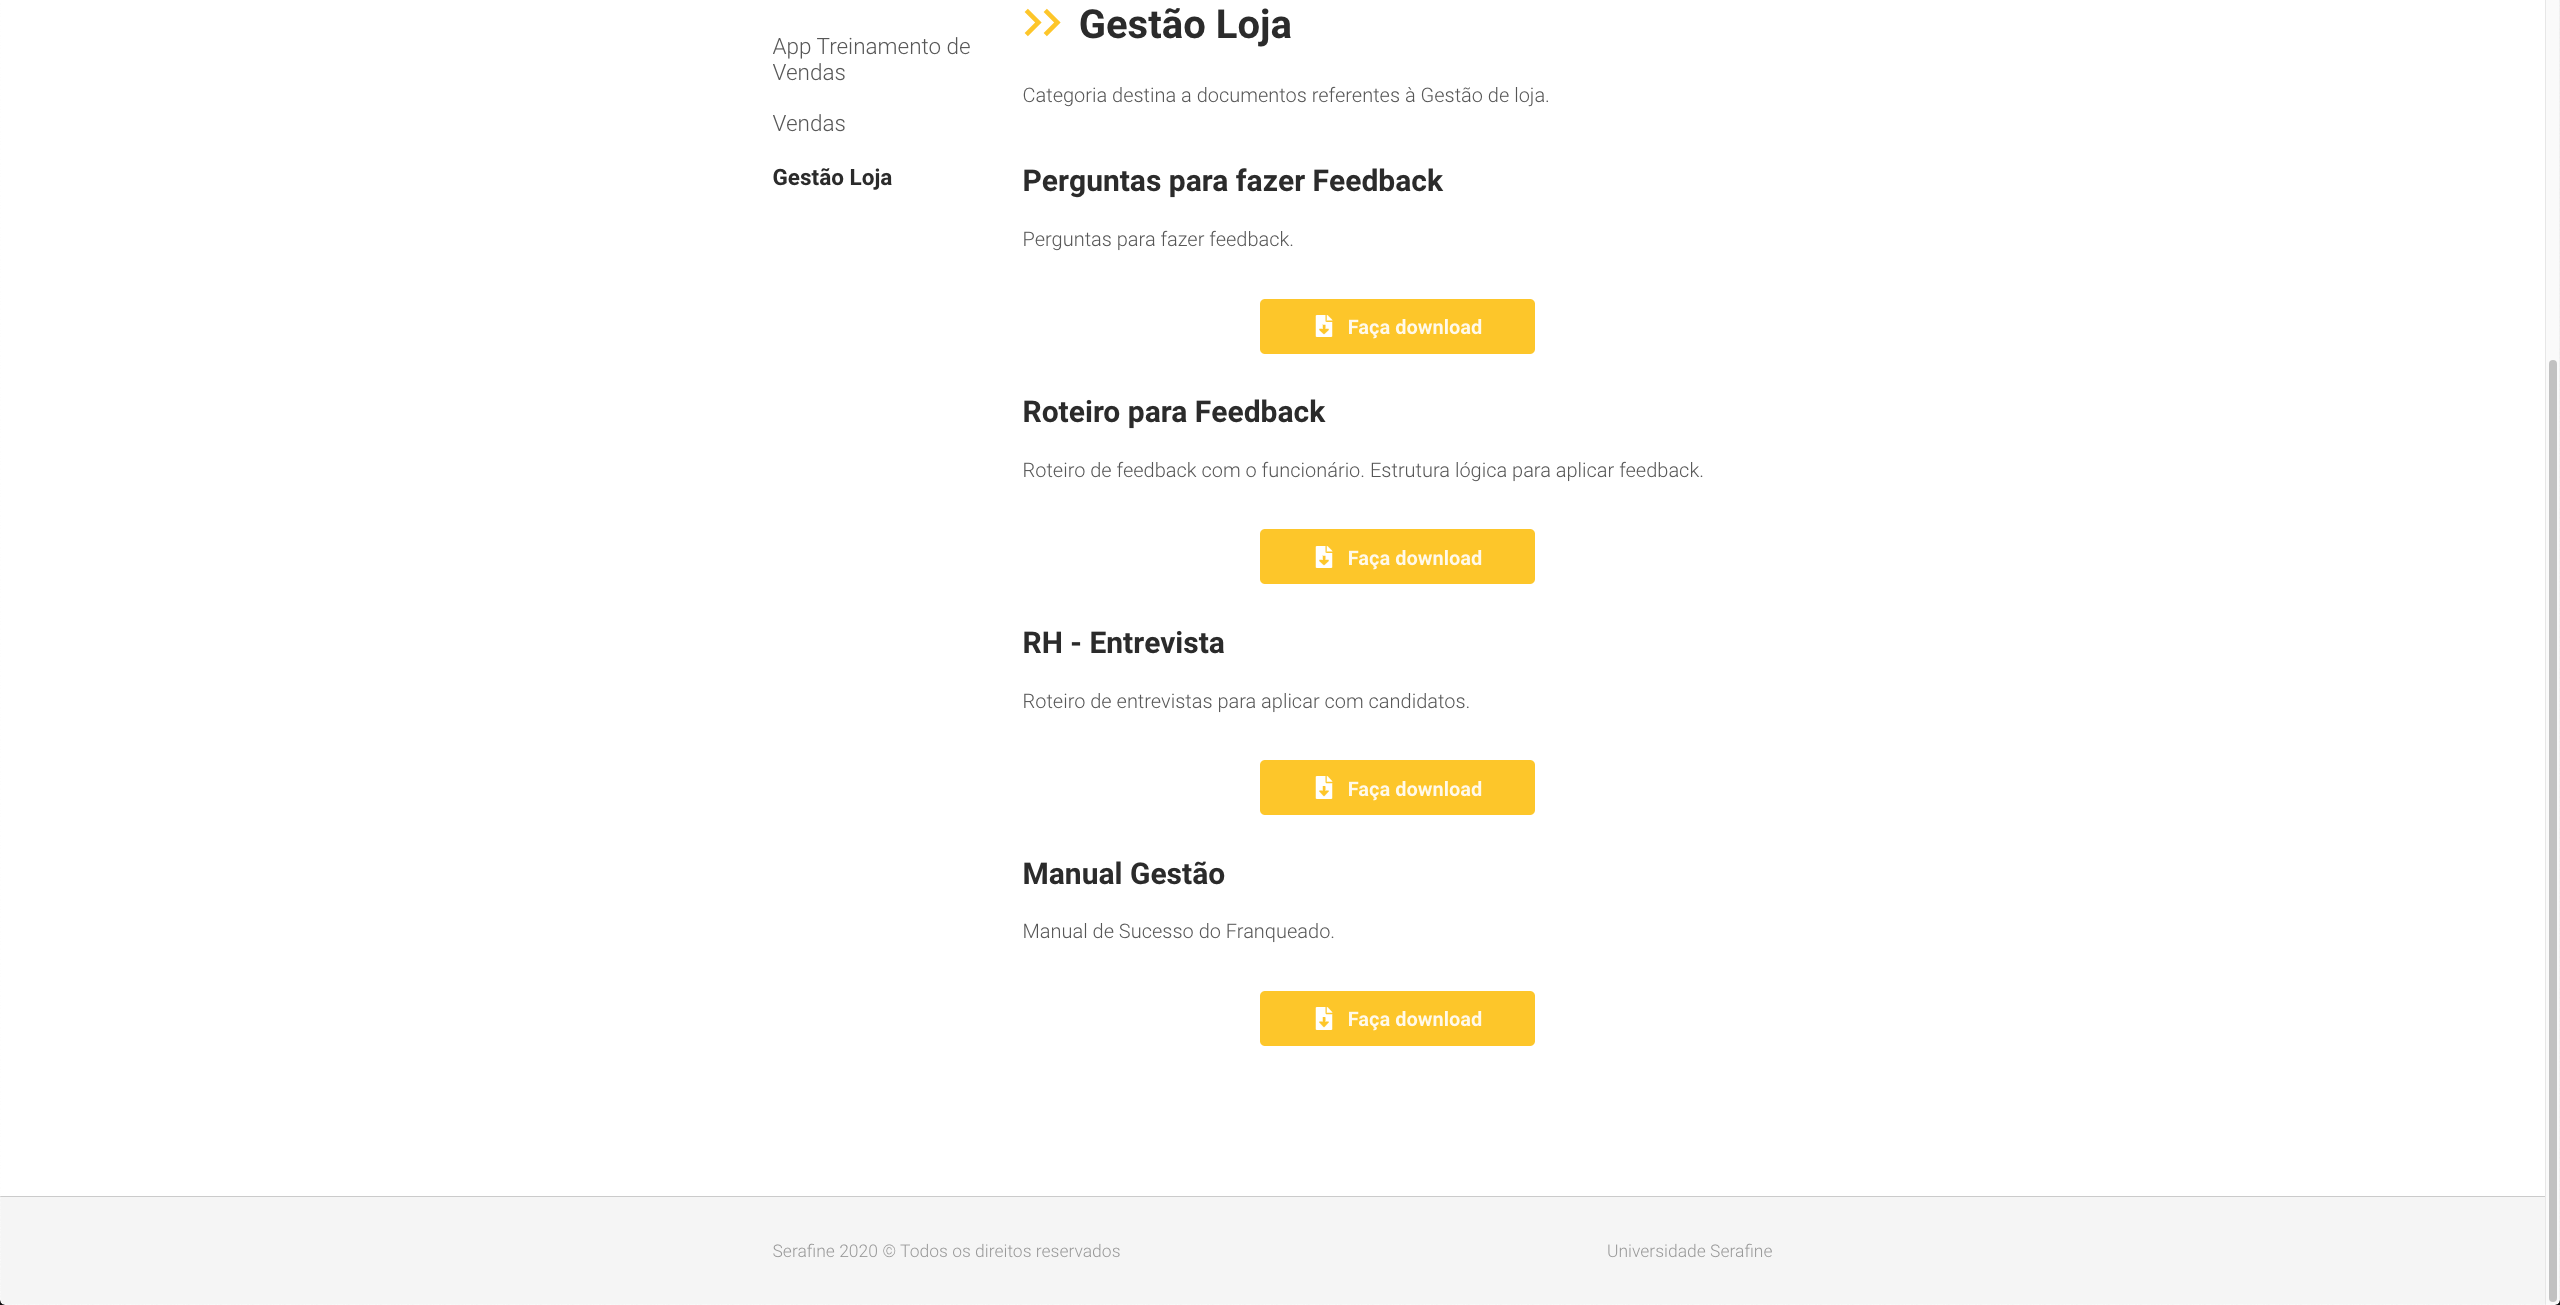 App Treinamento de
Vendas
Vendas
Gestão Loja
Gestão Loja
Categoria destina a documentos referentes à Gestão de loja.
Perguntas para fazer Feedback
Perguntas para fazer feedback.
Faça download
Roteiro para Feedback
Roteiro de feedback com o funcionário. Estrutura lógica para aplicar feedback.
Faça download
RH - Entrevista
Roteiro de entrevistas para aplicar com candidatos.
Faça download
Manual Gestão
Manual de Sucesso do Franqueado.
Faça download
Serafine 2020 © Todos os direitos reservados
Universidade Serafine